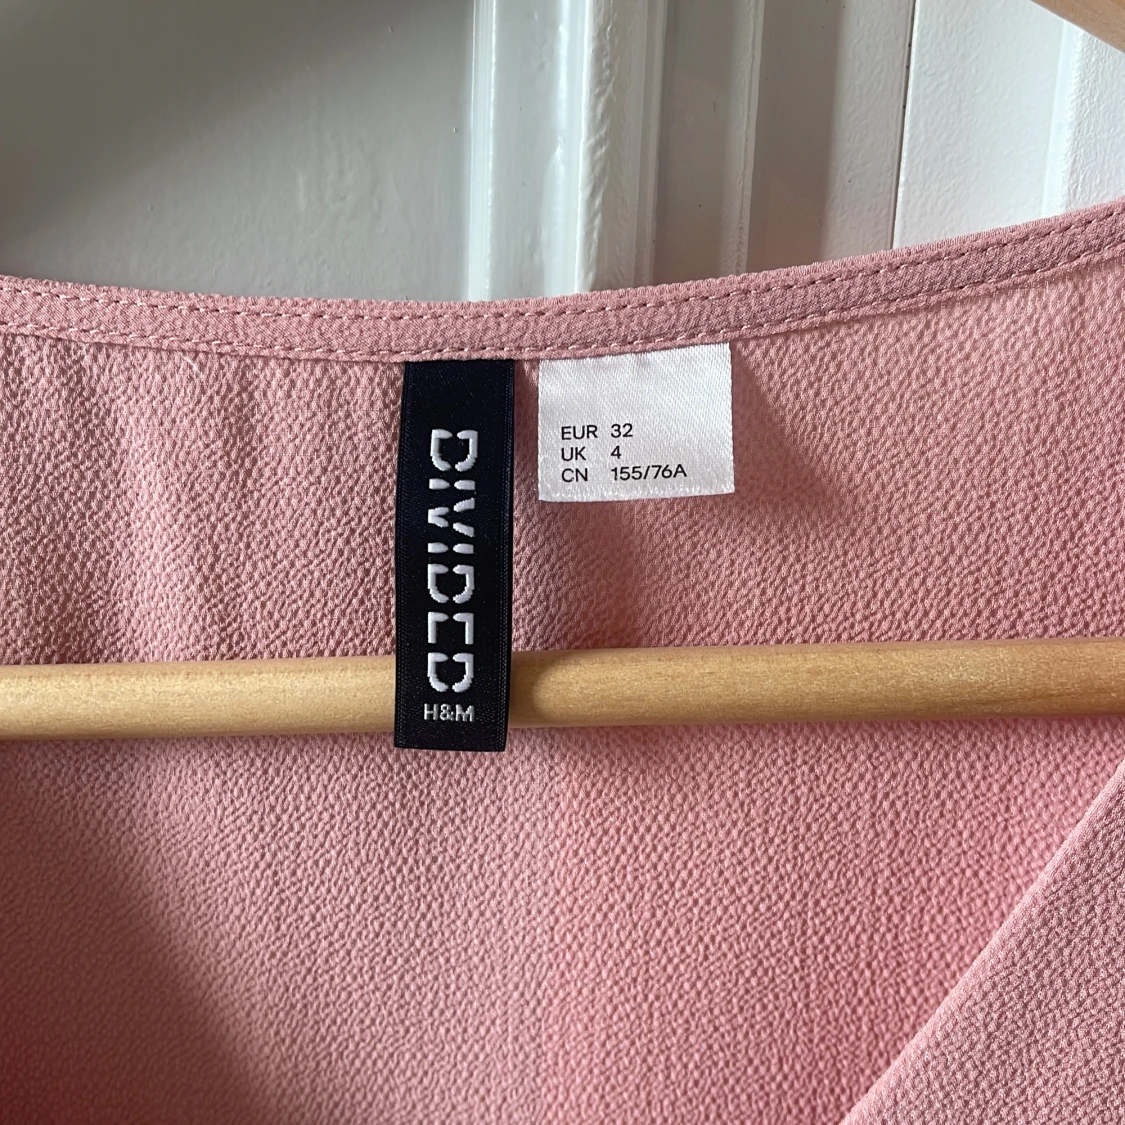 DIVIDED
H&M
EUR 32
UK 4
CN 155/76A